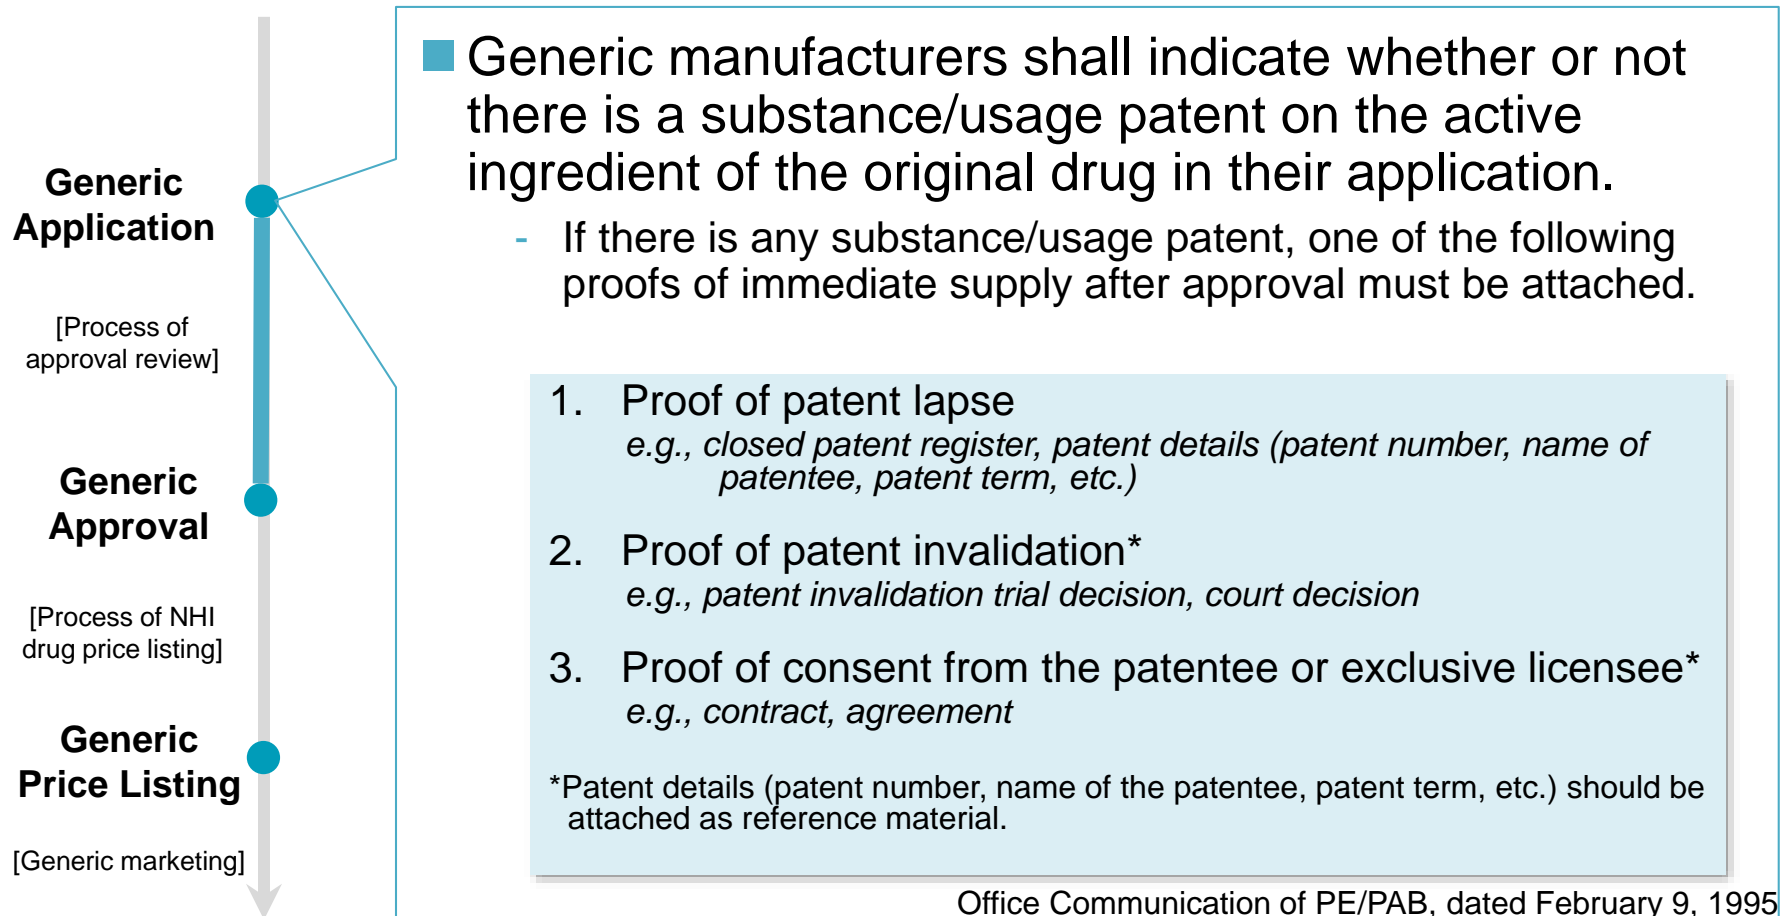 Generic
Application
[Process of
approval review]
Generic
Approval
[Process of NHI
drug price listing]
Generic
Price Listing
[Generic marketing]
Generic manufacturers shall indicate whether or not
there is a substance/usage patent on the active
ingredient of the original drug in their application.
- If there is any substance/usage patent, one of the following
proofs of immediate supply after approval must be attached.
1. Proof of patent lapse
e.g., closed patent register, patent details (patent number, name of
patentee, patent term, etc.)
2. Proof of patent invalidation*
e.g., patent invalidation trial decision, court decision
3. Proof of consent from the patentee or exclusive licensee*
e.g., contract, agreement
*Patent details (patent number, name of the patentee, patent term, etc.) should be
attached as reference material.
Office Communication of PE/PAB, dated February 9, 1995